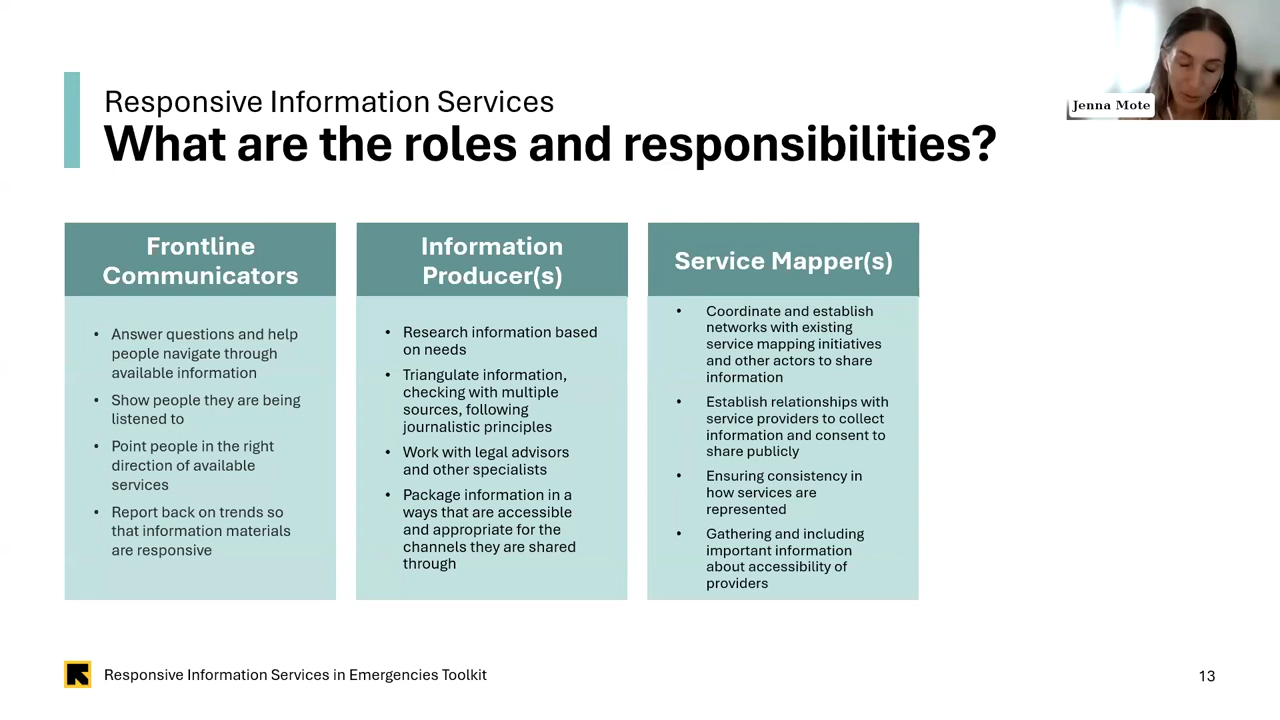 Jenna Mote
Responsive Information Services
What are the roles and responsibilities?
Frontline
Communicators
• Answer questions and help
people navigate through
available information
• Show people they are being
listened to
• Point people in the right
direction of available
services
• Report back on trends so
that information materials
are responsive
Information
Producer(s)
• Research information based
on needs
• Triangulate information,
checking with multiple
sources, following
journalistic principles
• Work with legal advisors
and other specialists
• Package information in a
ways that are accessible
and appropriate for the
channels they are shared
through
Service Mapper(s)
• Coordinate and establish
networks with existing
service mapping initiatives
and other actors to share
information
• Establish relationships with
service providers to collect
information and consent to
share publicly
• Ensuring consistency in
how services are
represented
• Gathering and including
important information
about accessibility of
providers
Responsive Information Services in Emergencies Toolkit
13